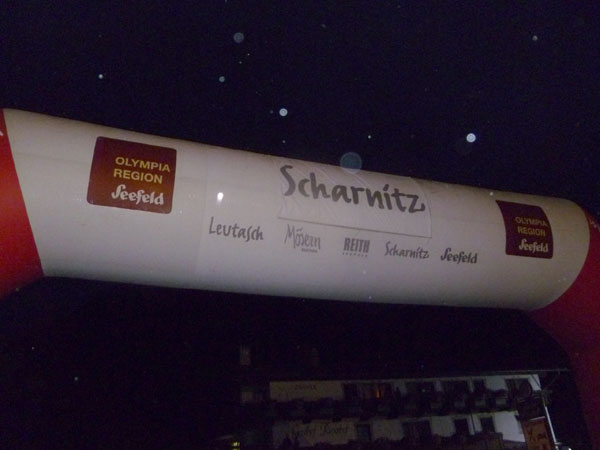 OLYMPIA
REGION
Seefeld
Scharnitz
Leutasch
Mösern
REITH
Scharnitz
Seefeld
OLYMPIA
REGION
Seefeld